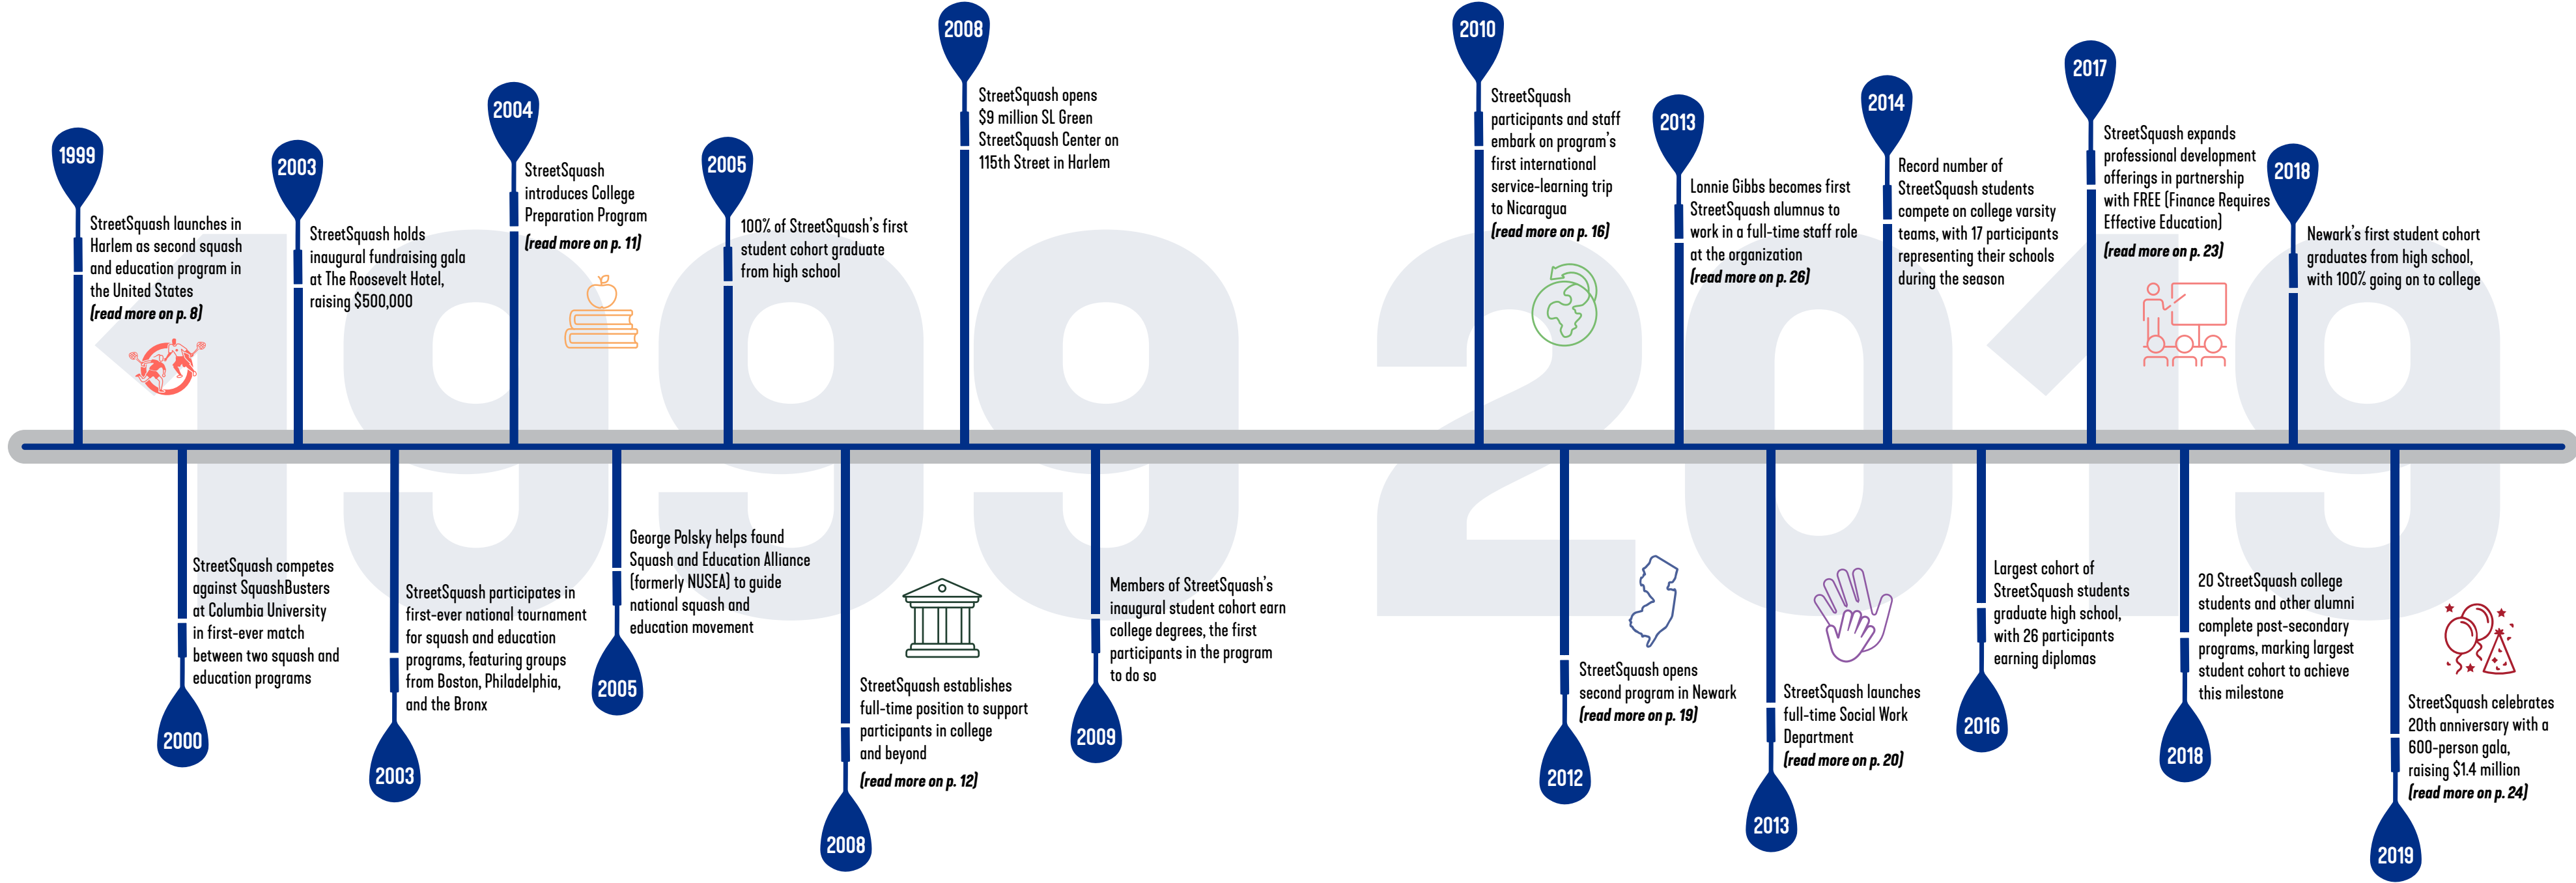 1999
StreetSquash launches in
Harlem as second squash
and education program in
the United States
(read more on p. 8)
2000
StreetSquash competes
against SquashBusters
at Columbia University
in first-ever match
between two squash and
education programs
2003
StreetSquash holds
inaugural fundraising gala
at The Roosevelt Hotel,
raising $500,000
2003
StreetSquash participates in
first-ever national tournament
for squash and education
programs, featuring groups
from Boston, Philadelphia,
and the Bronx
2004
StreetSquash
introduces College
Preparation Program
(read more on p. 11)
2005
George Polsky helps found
Squash and Education Alliance
(formerly NUSEA) to guide
national squash and
education movement
2005
100% of StreetSquash's first
student cohort graduate
from high school
2008
StreetSquash establishes
full-time position to support
participants in college
and beyond
(read more on p. 12)
2008
StreetSquash opens
$9 million SL Green
StreetSquash Center on
115th Street in Harlem
2009
Members of StreetSquash's
inaugural student cohort earn
college degrees, the first
participants in the program
to do so
2010
StreetSquash
participants and staff
embark on program's
first international
service-learning trip
to Nicaragua
(read more on p. 16)
2012
StreetSquash opens
second program in Newark
(read more on p. 19)
2013
Lonnie Gibbs becomes first
StreetSquash alumnus to
work in a full-time staff role
at the organization
(read more on p. 26)
2013
StreetSquash launches
full-time Social Work
Department
(read more on p. 20)
2014
Record number of
StreetSquash students
compete on college varsity
teams, with 17 participants
representing their schools
during the season
2016
Largest cohort of
StreetSquash students
graduate high school,
with 26 participants
earning diplomas
2017
StreetSquash expands
professional development
offerings in partnership
with FREE (Finance Requires
Effective Education)
(read more on p. 23)
2018
20 StreetSquash college
students and other alumni
complete post-secondary
programs, marking largest
student cohort to achieve
this milestone
2018
Newark's first student cohort
graduates from high school,
with 100% going on to college
2019
StreetSquash celebrates
20th anniversary with a
600-person gala,
raising $1.4 million
(read more on p. 24)
1999
2019